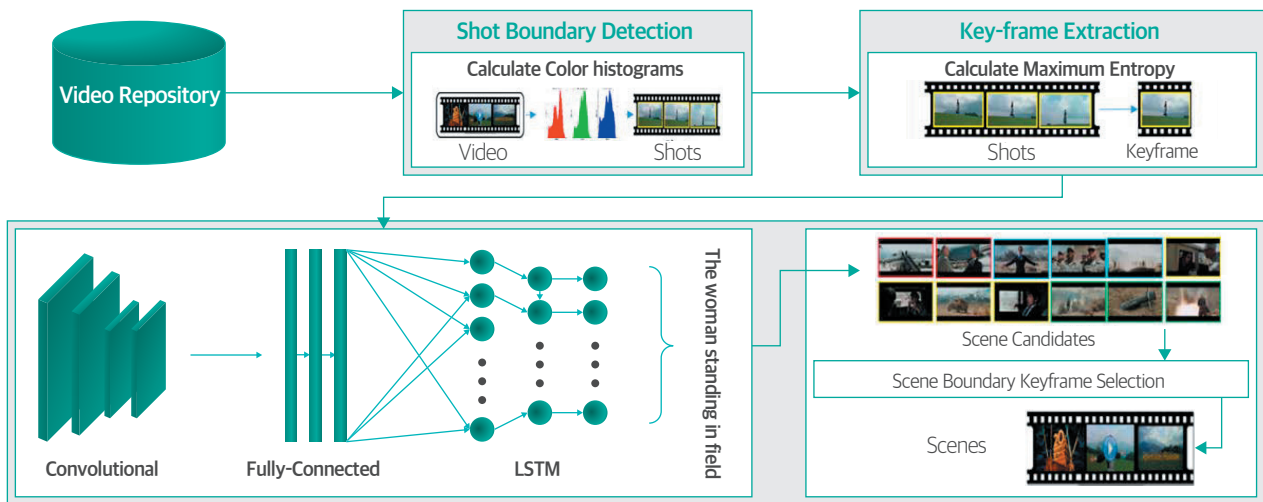 Video Repository
Shot Boundary Detection
Calculate Color histograms
Video
Shots
Key-frame Extraction
Calculate Maximum Entropy
Shots
Keyframe
Convolutional
Fully-Connected
LSTM
The woman standing in field
Scene Candidates
Scene Boundary Keyframe Selection
Scenes